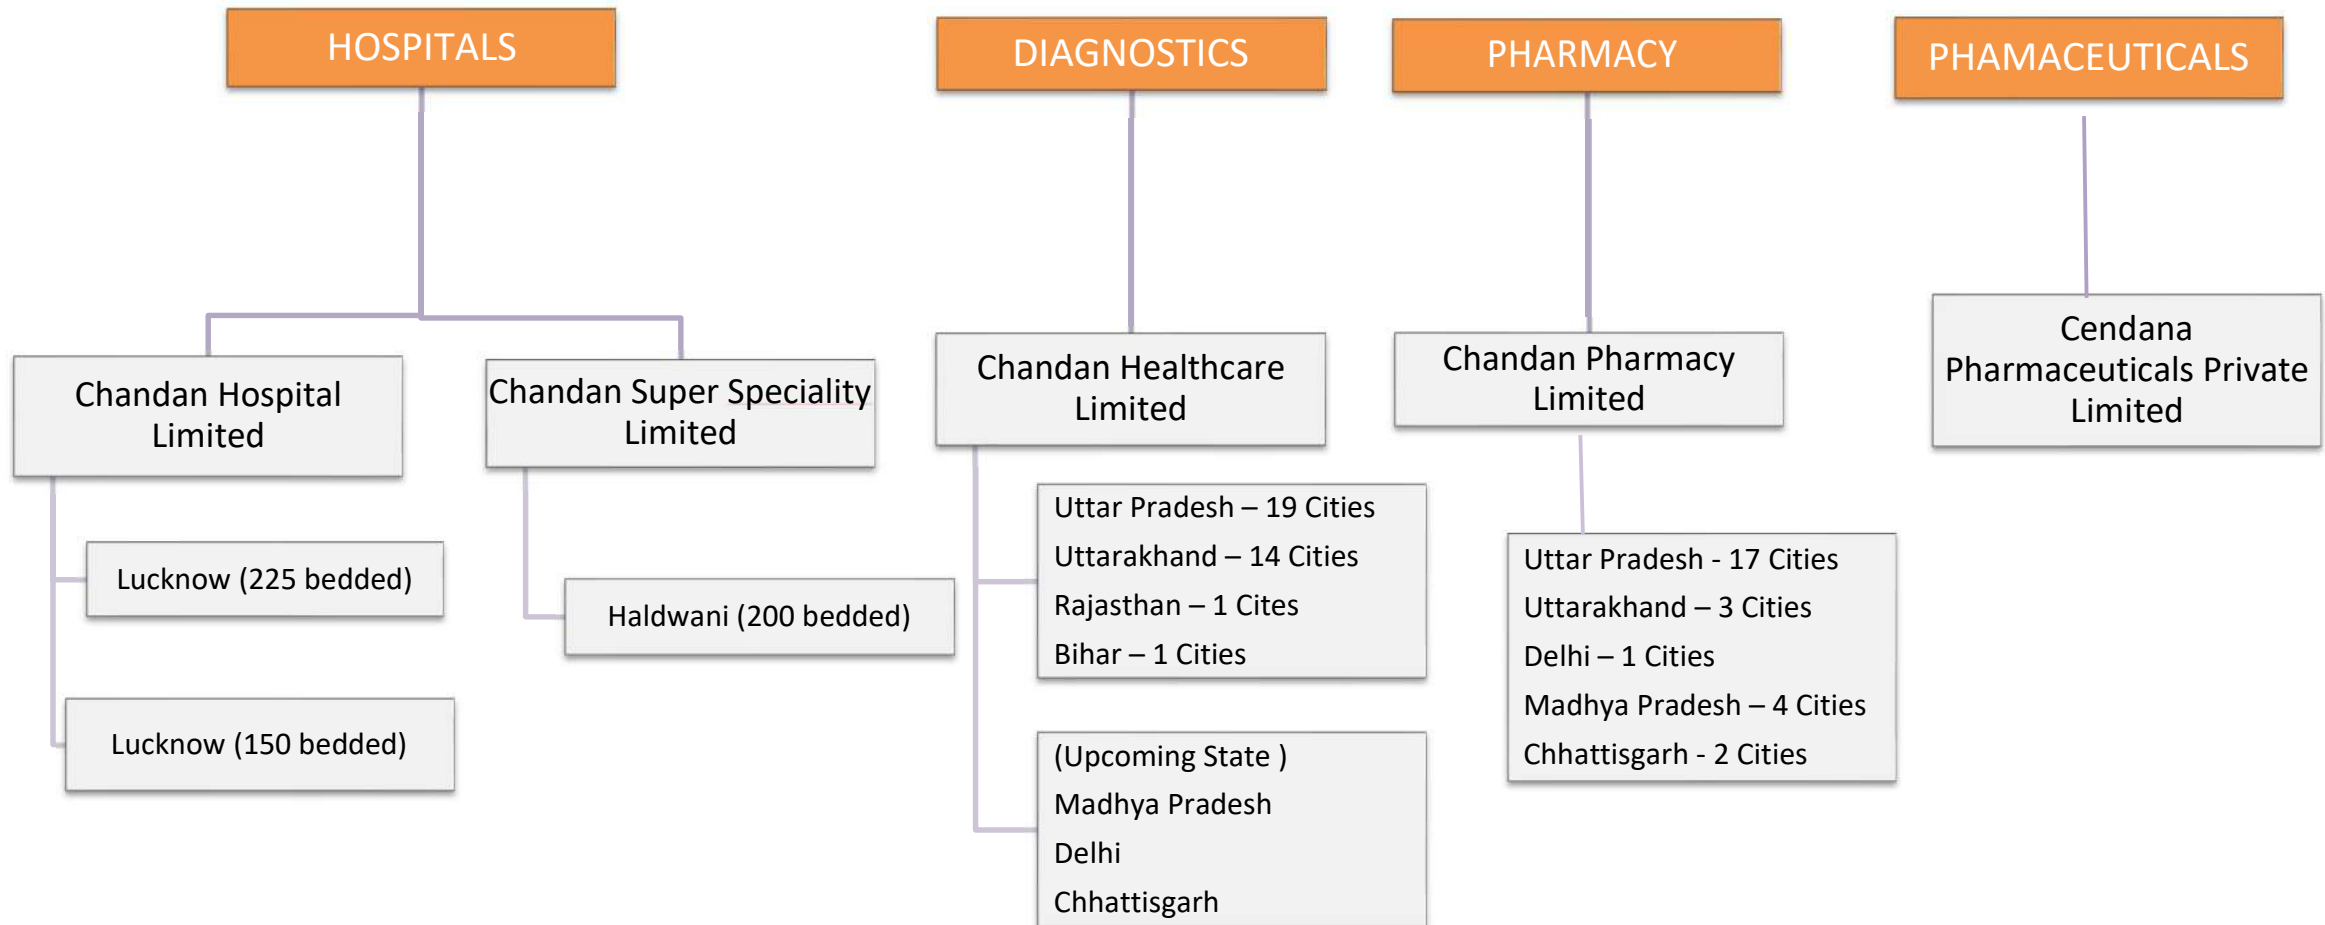 HOSPITALS
DIAGNOSTICS
PHARMACY
PHAMACEUTICALS
Chandan Hospital
Limited
Lucknow (225 bedded)
Lucknow (150 bedded)
Chandan Super Speciality
Limited
Haldwani (200 bedded)
Chandan Healthcare
Limited
Uttar Pradesh – 19 Cities
Uttarakhand – 14 Cities
Rajasthan – 1 Cites
Bihar – 1 Cities
(Upcoming State )
Madhya Pradesh
Delhi
Chhattisgarh
Chandan Pharmacy
Limited
Uttar Pradesh - 17 Cities
Uttarakhand – 3 Cities
Delhi – 1 Cities
Madhya Pradesh – 4 Cities
Chhattisgarh - 2 Cities
Cendana
Pharmaceuticals Private
Limited